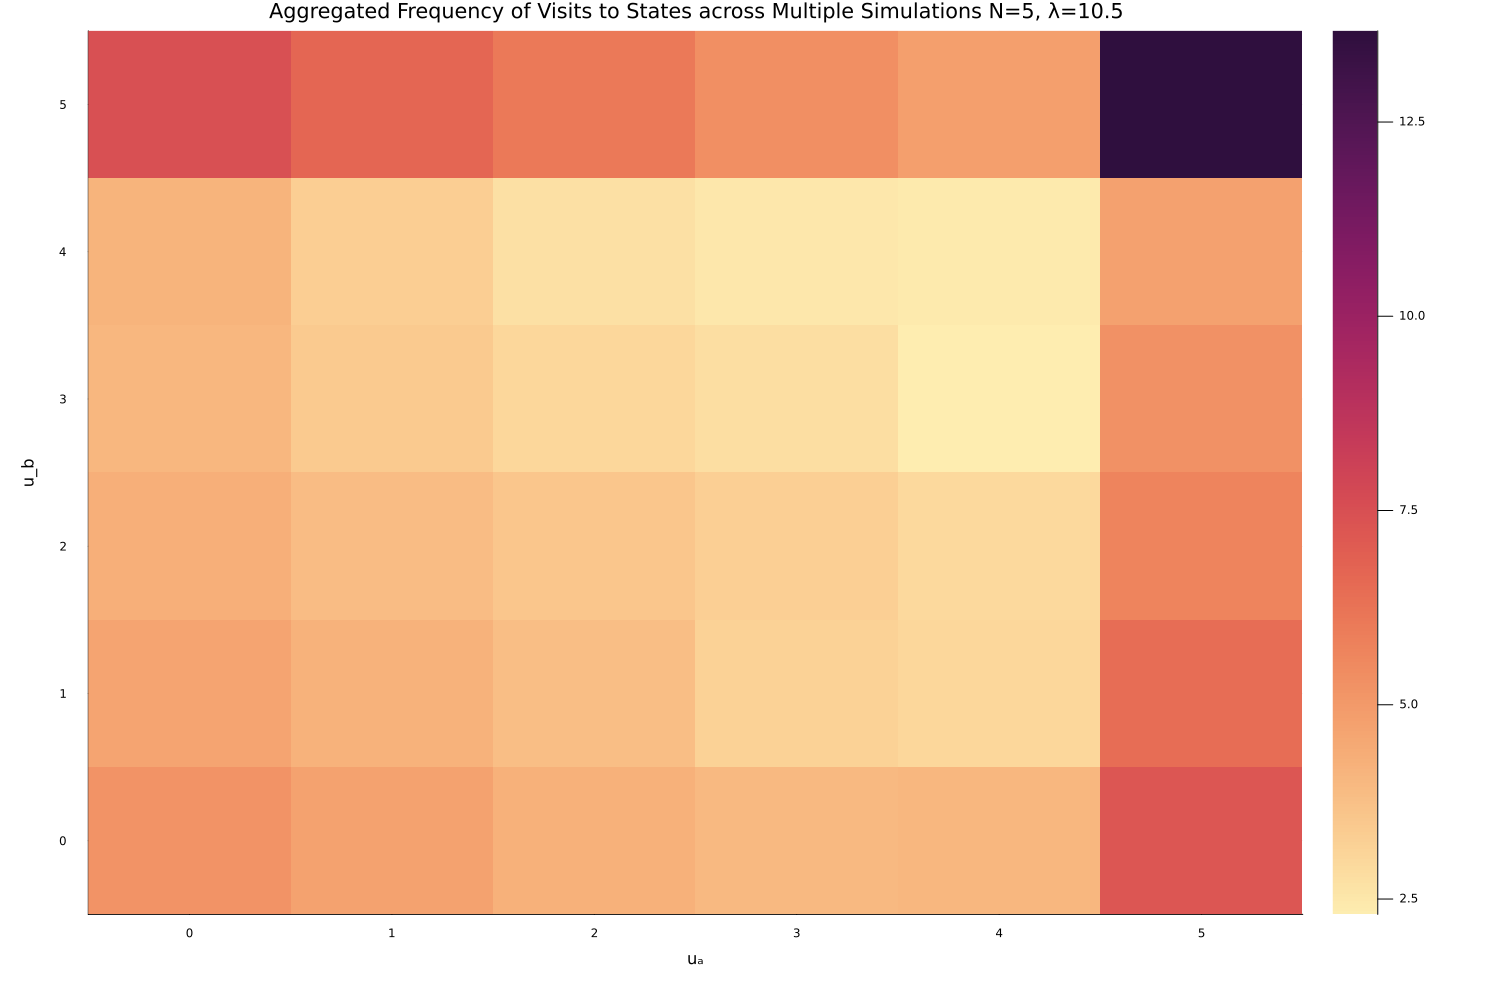 Aggregated Frequency of Visits to States across Multiple Simulations N=5, λ=10.5
5
4
3
2
1
0
u_b
0 1 2 3 4 5
uₐ
12.5
10.0
7.5
5.0
2.5